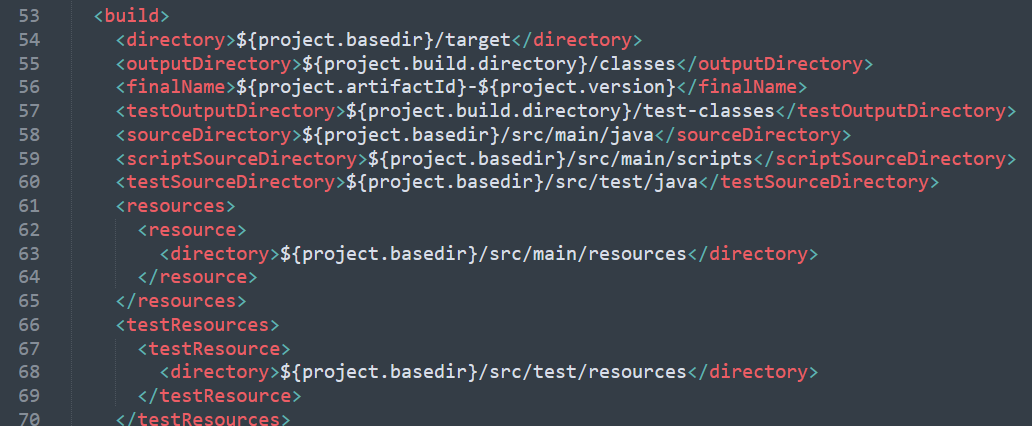 53 <build>
54 <directory>${project.basedir}/target</directory>
55 <outputDirectory>${project.build.directory}/classes</outputDirectory>
56 <finalName>${project.artifactId}-${project.version}</finalName>
57 <testOutputDirectory>${project.build.directory}/test-classes</testOutputDirectory>
58 <sourceDirectory>${project.basedir}/src/main/java</sourceDirectory>
59 <scriptSourceDirectory>${project.basedir}/src/main/scripts</scriptSourceDirectory>
60 <testSourceDirectory>${project.basedir}/src/test/java</testSourceDirectory>
61 <resources>
62 <resource>
63 <directory>${project.basedir}/src/main/resources</directory>
64 </resource>
65 </resources>
66 <testResources>
67 <testResource>
68 <directory>${project.basedir}/src/test/resources</directory>
69 </testResource>
70 </testResources>